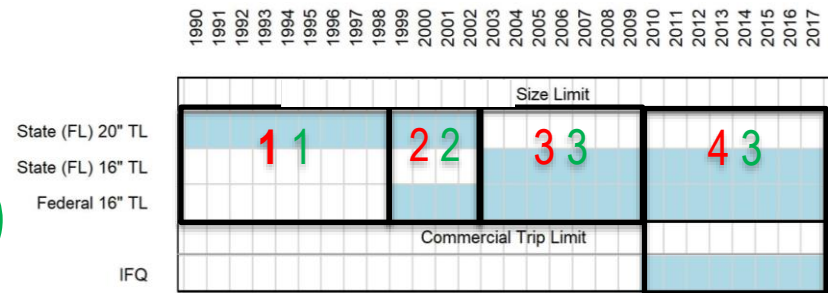 1990 1991 1992 1993 1994 1995 1996 1997 1998 1999 2000 2001 2002 2003 2004 2005 2006 2007 2008 2009 2010 2011 2012 2013 2014 2015 2016 2017
Size Limit
State (FL) 20" TL
1 1 2 2 3 3 4 3
State (FL) 16" TL
Federal 16" TL
Commercial Trip Limit
IFQ